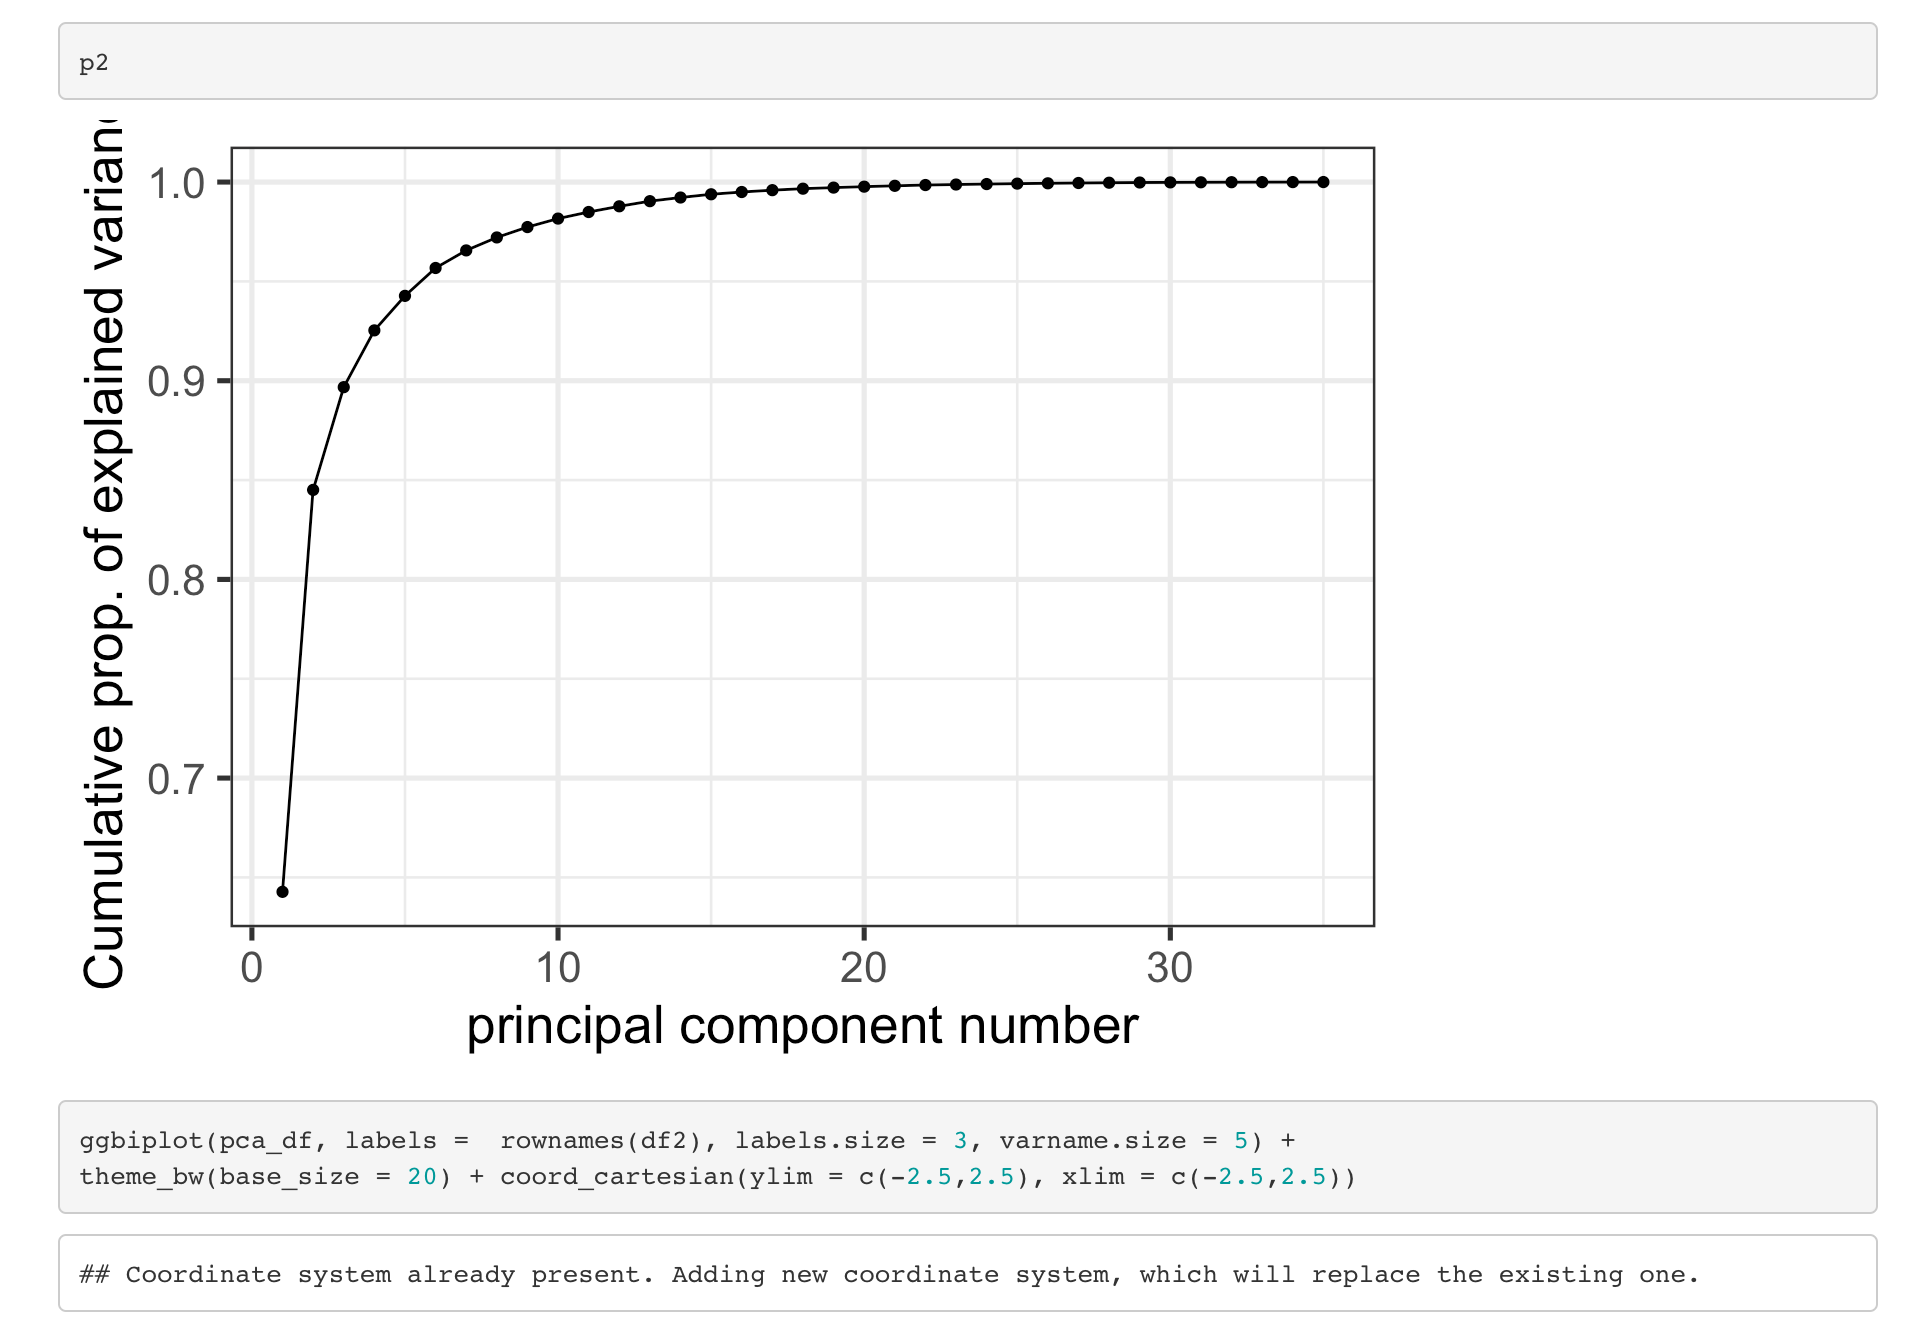 p2
Cumulative prop. of explained
1.0
0.9
0.8
0.7
0 10 20 30
principal component number
ggbiplot(pca_df, labels =  rownames(df2), labels.size = 3, varname.size = 5) +
theme_bw(base_size = 20) + coord_cartesian(ylim = c(-2.5,2.5), xlim = c(-2.5,2.5))
## Coordinate system already present. Adding new coordinate system, which will replace the existing one.